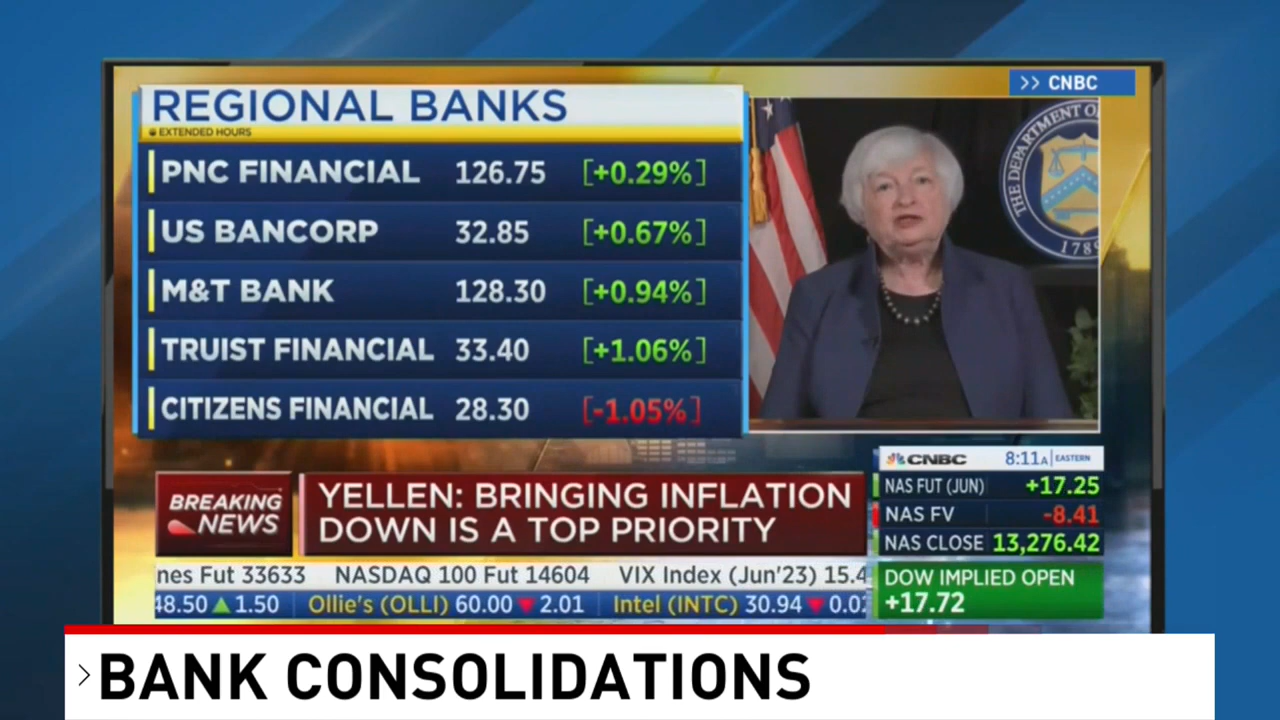 >> CNBC
REGIONAL BANKS
EXTENDED HOURS
PNC FINANCIAL 126.75 [+0.29%]
US BANCORP 32.85 [+0.67%]
M&T BANK 128.30 [+0.94%]
TRUIST FINANCIAL 33.40 [+1.06%]
CITIZENS FINANCIAL 28.30 [-1.05%]
THE DEPARTMENT O
1789
CNBC 8:11A | EASTERN
NAS FUT (JUN) +17.25
NAS FV -8.41
NAS CLOSE 13,276.42
DOW IMPLIED OPEN
+17.72
BREAKING
NEWS
YELLEN: BRINGING INFLATION
DOWN IS A TOP PRIORITY
nes Fut 33633 NASDAQ 100 Fut 14604 VIX Index (Jun'23) 15.4
48.50 ▲ 1.50 Ollie's (OLLI) 60.00 ▼ 2.01 Intel (INTC) 30.94 ▼ 0.02
>BANK CONSOLIDATIONS